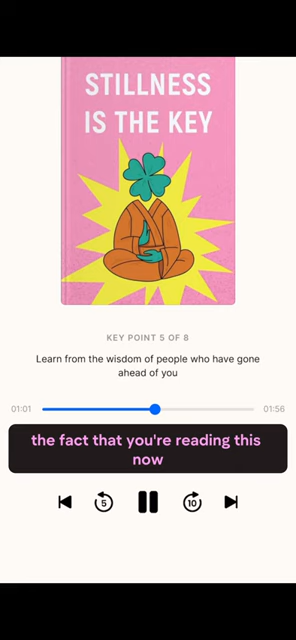 STILLNESS
IS THE KEY
KEY POINT 5 OF 8
Learn from the wisdom of people who have gone
ahead of you
01:01
01:56
the fact that you're reading this
now
5
10